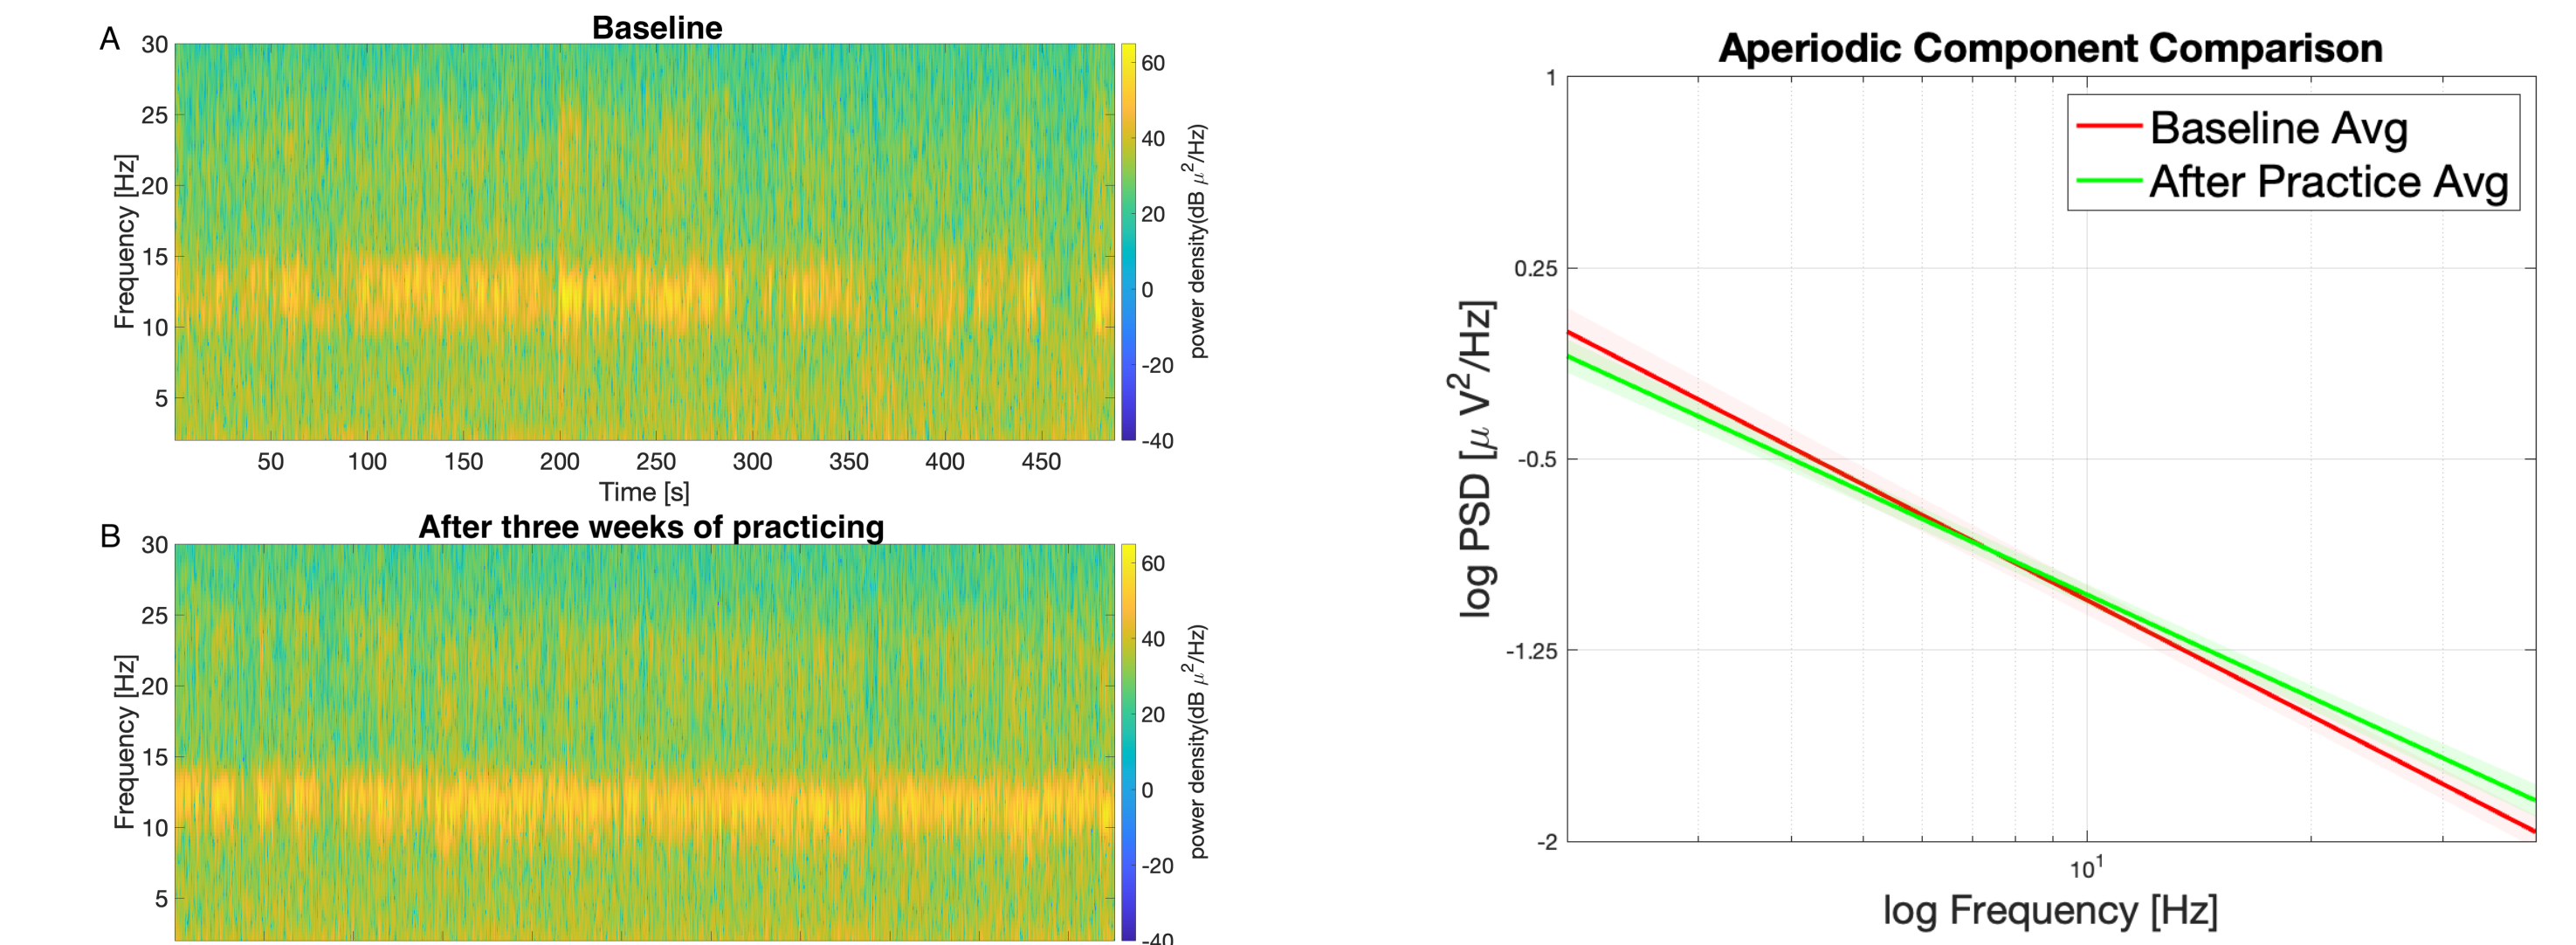 A
Baseline
30
25
20
15
10
5
Frequency [Hz]
50 100 150 200 250 300 350 400 450
Time [s]
60
40
20
0
-20
-40
power density(dB μ²/Hz)
B
After three weeks of practicing
30
25
20
15
10
5
Frequency [Hz]
60
40
20
0
-20
-40
power density(dB μ²/Hz)
Aperiodic Component Comparison
1
0.25
-0.5
-1.25
-2
log PSD [μ V²/Hz]
Baseline Avg
After Practice Avg
10¹
log Frequency [Hz]